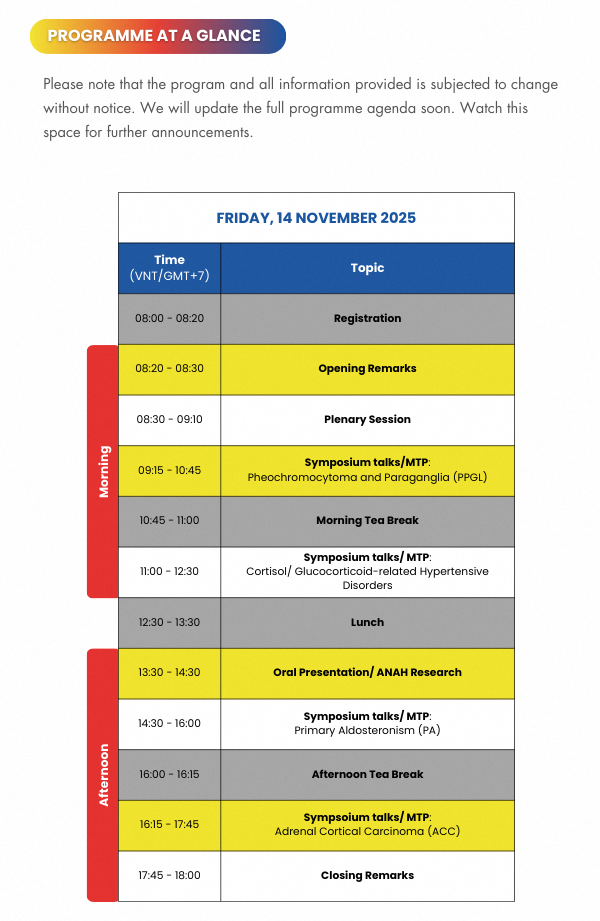 PROGRAMME AT A GLANCE
Please note that the program and all information provided is subjected to change
without notice. We will update the full programme agenda soon. Watch this
space for further announcements.
FRIDAY, 14 NOVEMBER 2025
Time
(VNT/GMT+7)
Topic
08:00 - 08:20
Registration
Morning
08:20 - 08:30
Opening Remarks
08:30 - 09:10
Plenary Session
09:15 - 10:45
Symposium talks/MTP:
Pheochromocytoma and Paraganglia (PPGL)
10:45 - 11:00
Morning Tea Break
11:00 - 12:30
Symposium talks/ MTP:
Cortisol/ Glucocorticoid-related Hypertensive
Disorders
12:30 - 13:30
Lunch
Afternoon
13:30 - 14:30
Oral Presentation/ ANAH Research
14:30 - 16:00
Symposium talks/ MTP:
Primary Aldosteronism (PA)
16:00 - 16:15
Afternoon Tea Break
16:15 - 17:45
Sympsoium talks/ MTP:
Adrenal Cortical Carcinoma (ACC)
17:45 - 18:00
Closing Remarks